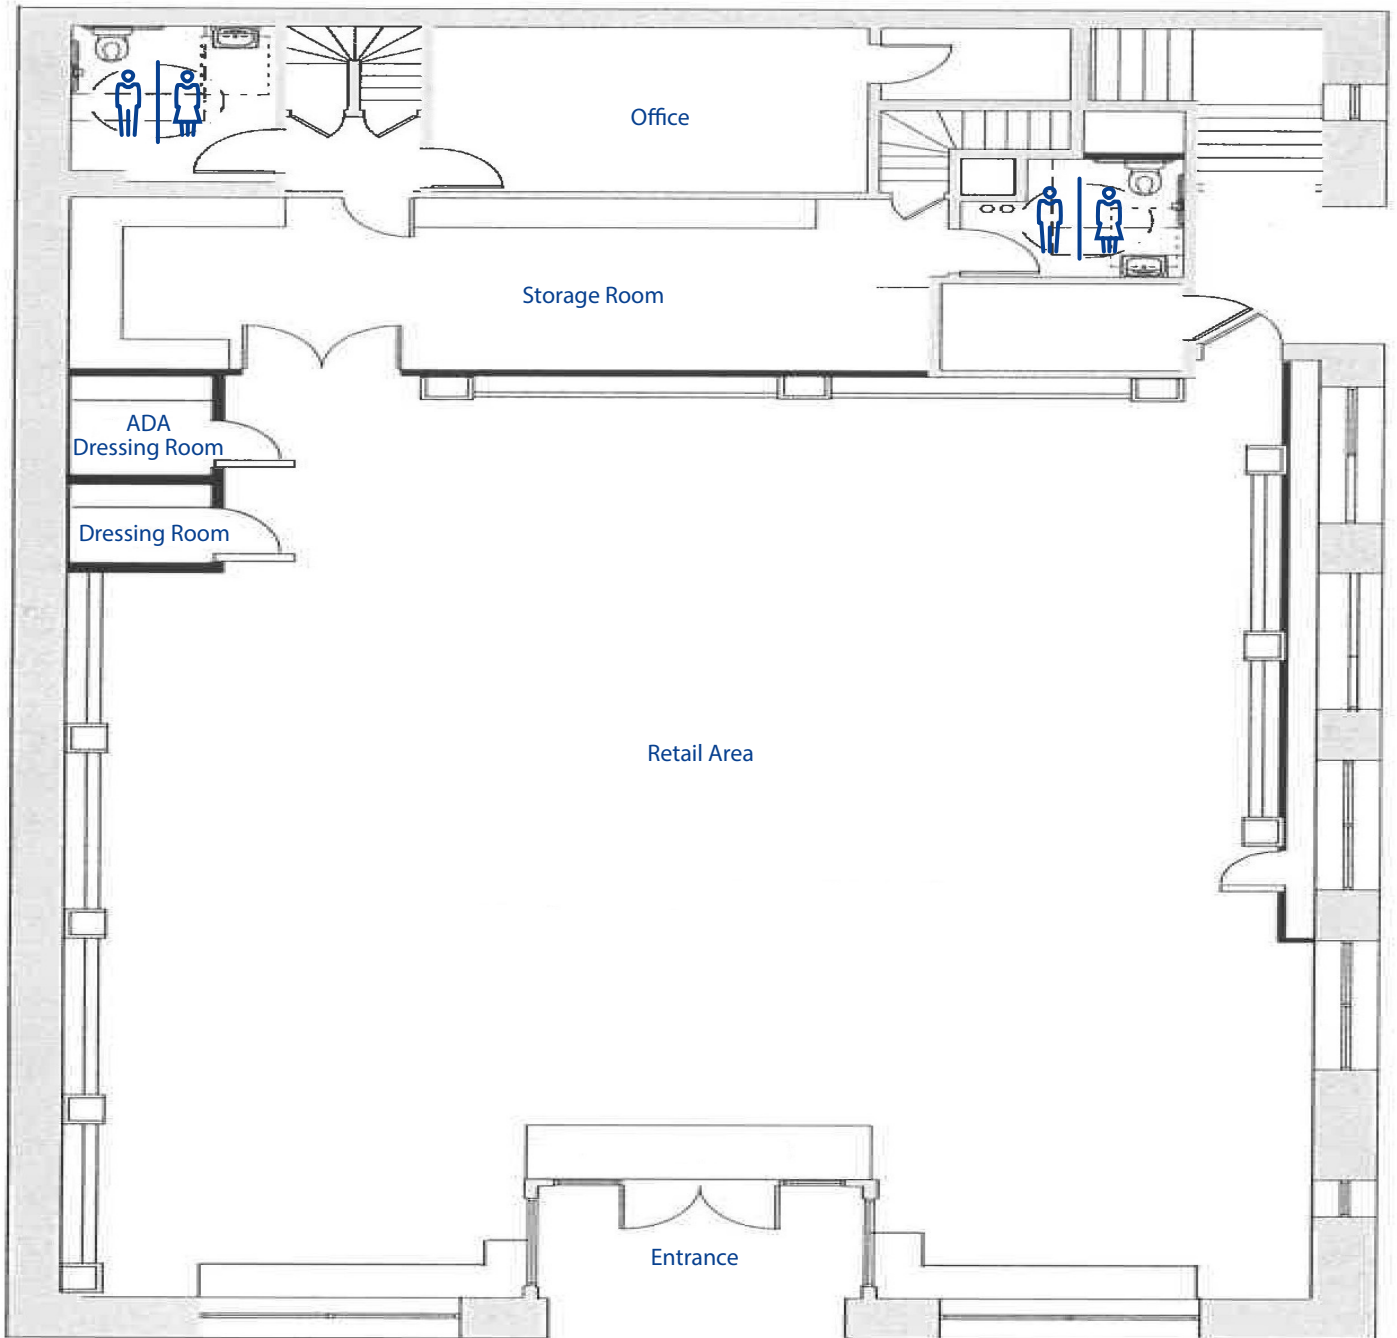 Office
Storage Room
ADA
Dressing Room
Dressing Room
Retail Area
Entrance